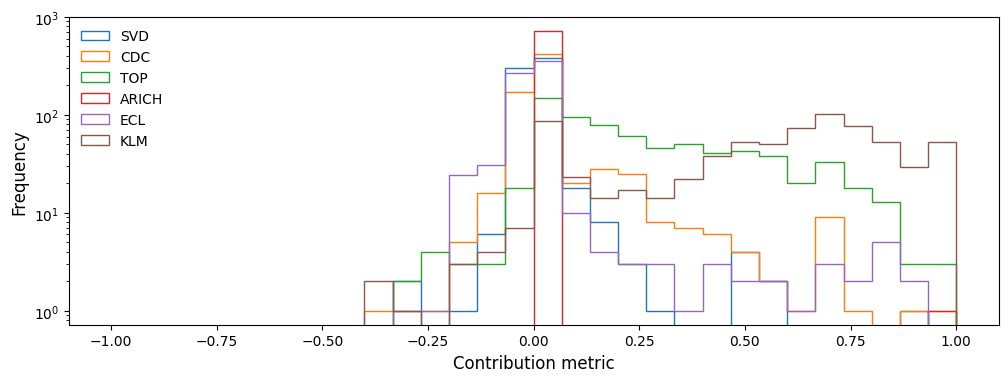 10³
10²
10¹
10⁰
Frequency
SVD
CDC
TOP
ARICH
ECL
KLM
−1.00 −0.75 −0.50 −0.25 0.00 0.25 0.50 0.75 1.00
Contribution metric